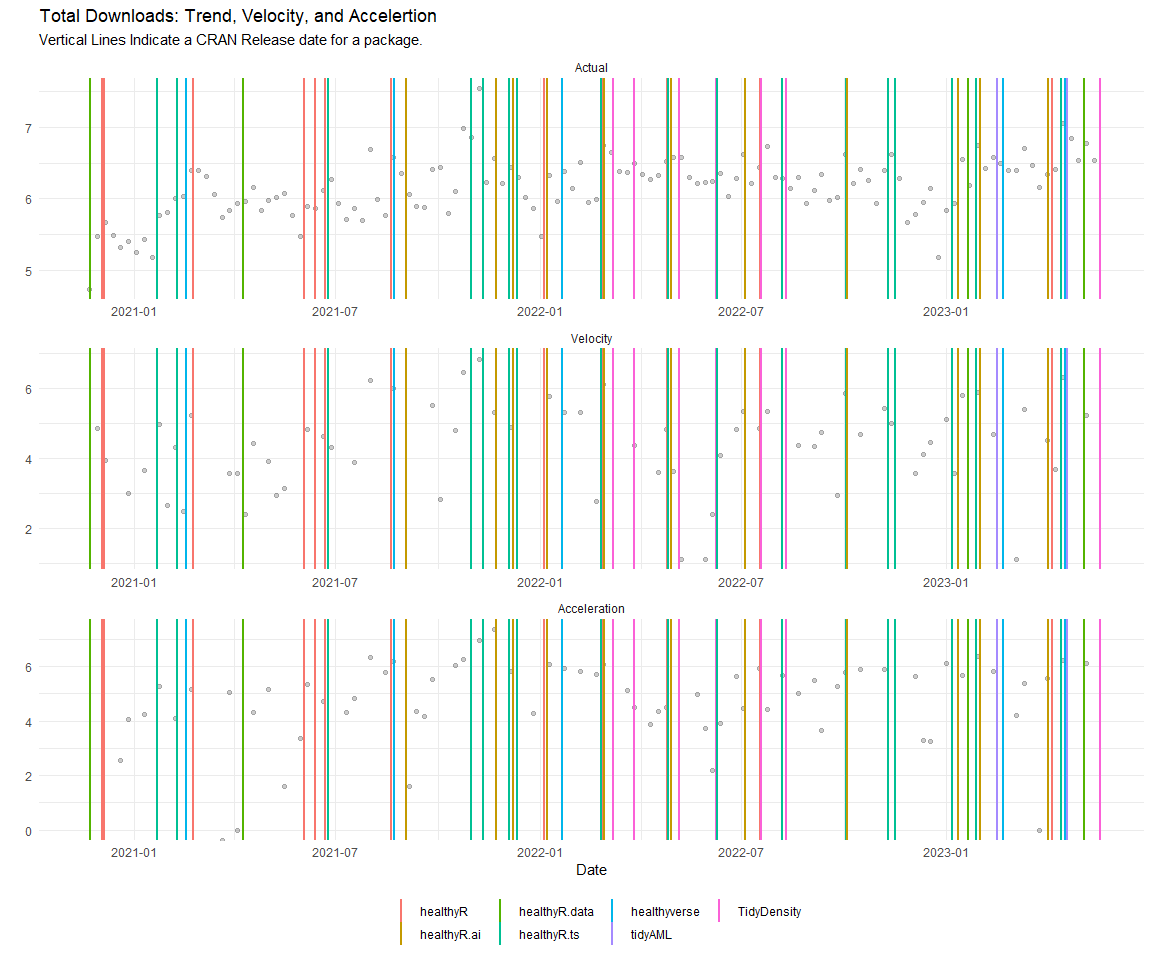 Total Downloads: Trend, Velocity, and Accelertion
Vertical Lines Indicate a CRAN Release date for a package.
Actual
7
6
5
2021-01 2021-07 2022-01 2022-07 2023-01
Velocity
6
4
2
2021-01 2021-07 2022-01 2022-07 2023-01
Acceleration
6
4
2
0
2021-01 2021-07 2022-01 2022-07 2023-01
Date
healthyR healthyR.data healthyverse TidyDensity
healthyR.ai healthyR.ts tidyAML